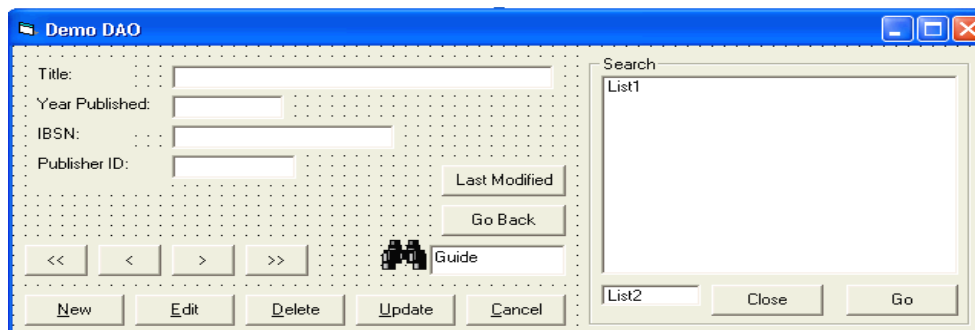 Demo DAO
Title:
Year Published:
IBSN:
Publisher ID:
Last Modified
Go Back
<< < > >>
Guide
New Edit Delete Update Cancel
Search
List1
List2 Close Go